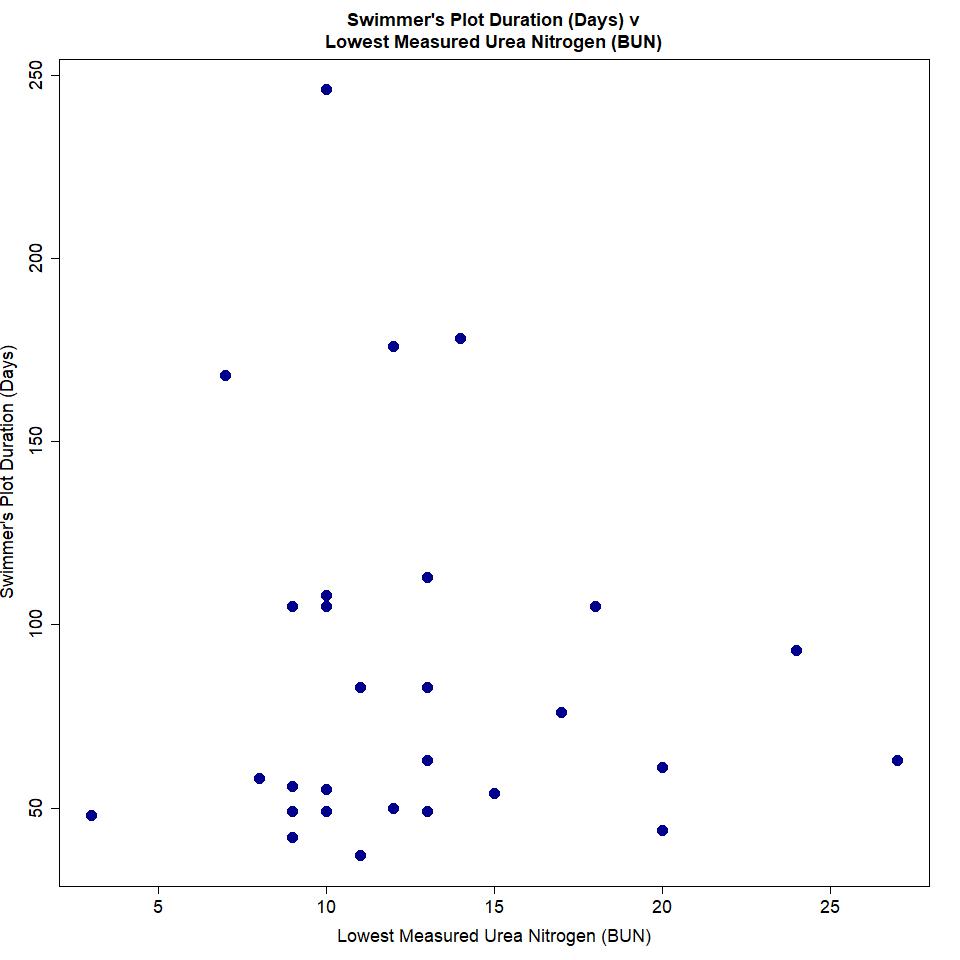 Swimmer's Plot Duration (Days) v
Lowest Measured Urea Nitrogen (BUN)
Swimmer's Plot Duration (Days)
250
200
150
100
50
5 10 15 20 25
Lowest Measured Urea Nitrogen (BUN)